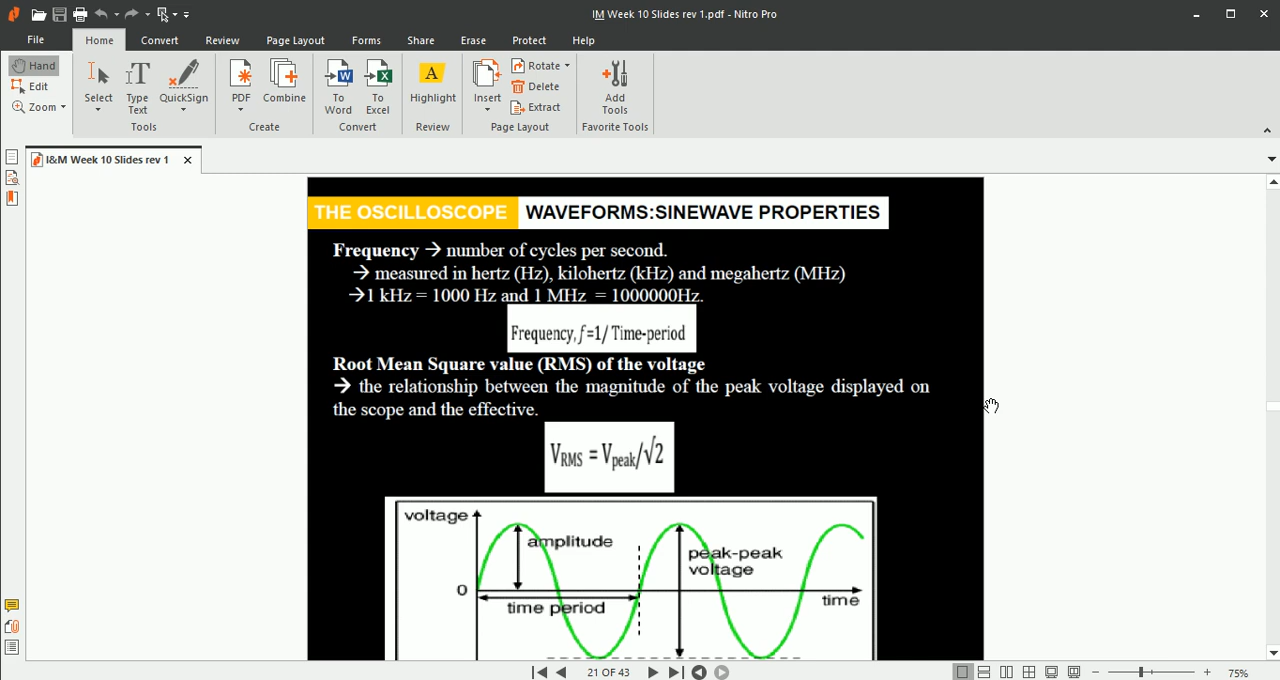 IM Week 10 Slides rev 1.pdf - Nitro Pro
File Home Convert Review Page Layout Forms Share Erase Protect Help
Hand
Edit
Zoom
Select
Type Text
QuickSign
Tools
PDF
Combine
Create
To Word
To Excel
Convert
Highlight
Review
Insert
Rotate
Delete
Extract
Page Layout
Add Tools
Favorite Tools
I&M Week 10 Slides rev 1
THE OSCILLOSCOPE WAVEFORMS:SINEWAVE PROPERTIES
Frequency → number of cycles per second.
→ measured in hertz (Hz), kilohertz (kHz) and megahertz (MHz)
→1 kHz = 1000 Hz and 1 MHz = 1000000Hz.
Frequency, f=1/ Time-period
Root Mean Square value (RMS) of the voltage
→ the relationship between the magnitude of the peak voltage displayed on
the scope and the effective.
VRMS = Vpeak/√2
voltage
amplitude
peak-peak
voltage
0
time
time period
21 OF 43
75%